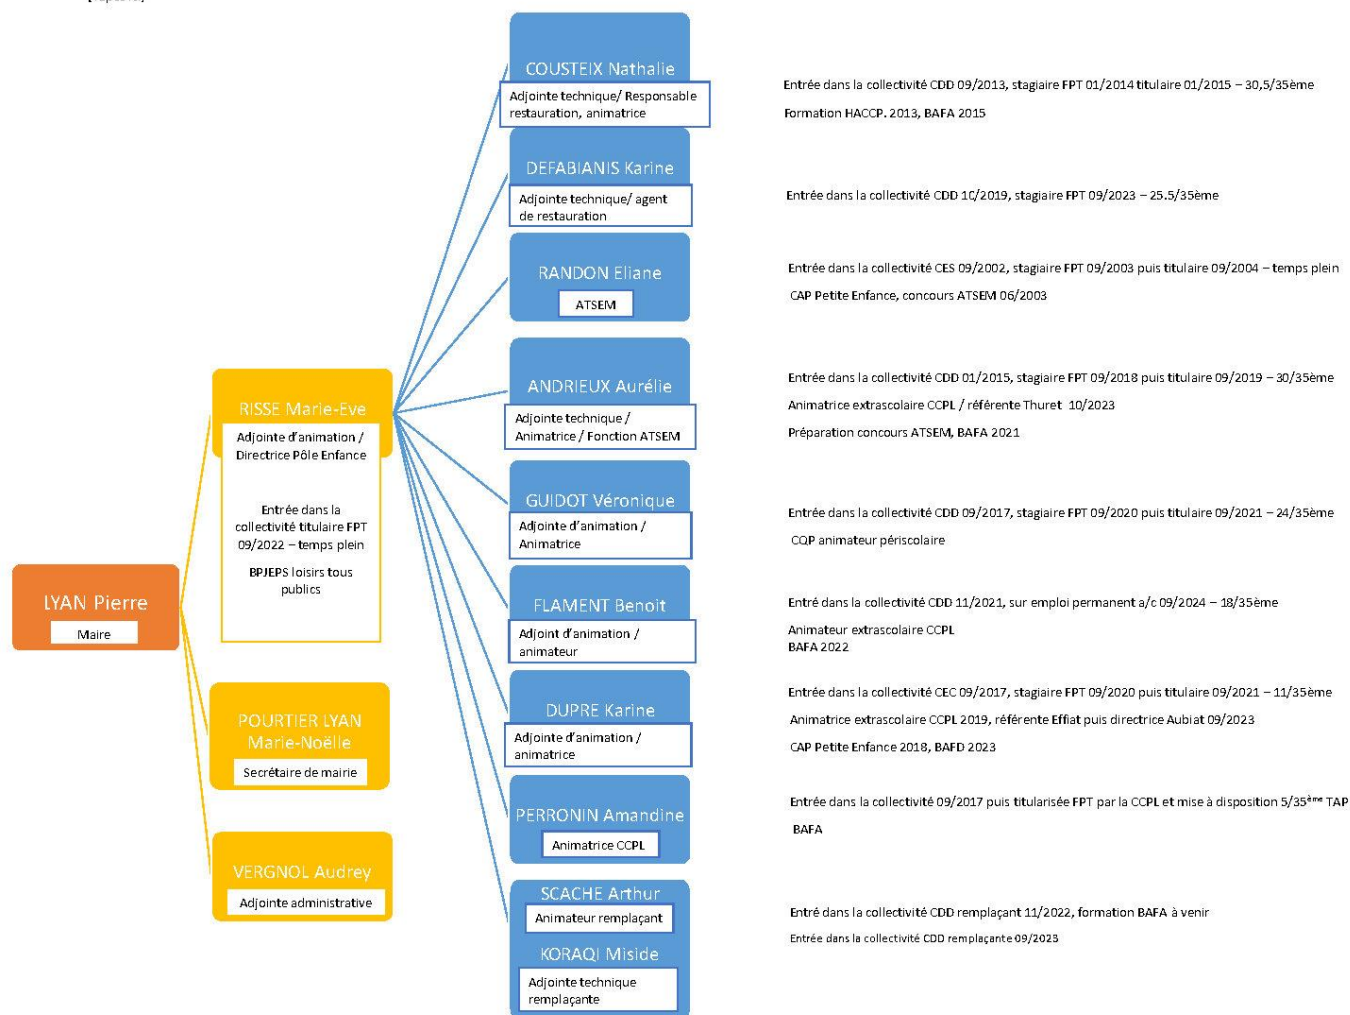 COUSTEIX Nathalie
Adjointe technique/ Responsable
restauration, animatrice
Entrée dans la collectivité CDD 09/2013, stagiaire FPT 01/2014 titulaire 01/2015 – 30,5/35ème
Formation HACCP. 2013, BAFA 2015
DEFABIANIS Karine
Adjointe technique/ agent
de restauration
Entrée dans la collectivité CDD 10/2019, stagiaire FPT 09/2023 – 25.5/35ème
RANDON Eliane
ATSEM
Entrée dans la collectivité CES 09/2002, stagiaire FPT 09/2003 puis titulaire 09/2004 – temps plein
CAP Petite Enfance, concours ATSEM 06/2003
ANDRIEUX Aurélie
Adjointe technique /
Animatrice / Fonction ATSEM
Entrée dans la collectivité CDD 01/2015, stagiaire FPT 09/2018 puis titulaire 09/2019 – 30/35ème
Animatrice extrascolaire CCPL / référente Thuret 10/2023
Préparation concours ATSEM, BAFA 2021
RISSE Marie-Eve
Adjointe d'animation /
Directrice Pôle Enfance
Entrée dans la
collectivité titulaire FPT
09/2022 – temps plein
BPJEPS loisirs tous
publics
GUIDOT Véronique
Adjointe d'animation /
Animatrice
Entrée dans la collectivité CDD 09/2017, stagiaire FPT 09/2020 puis titulaire 09/2021 – 24/35ème
CQP animateur périscolaire
LYAN Pierre
Maire
FLAMENT Benoit
Adjoint d'animation /
animateur
Entré dans la collectivité CDD 11/2021, sur emploi permanent a/c 09/2024 – 18/35ème
Animateur extrascolaire CCPL
BAFA 2022
POURTIER LYAN
Marie-Noëlle
Secrétaire de mairie
DUPRE Karine
Adjointe d'animation /
animatrice
Entrée dans la collectivité CEC 09/2017, stagiaire FPT 09/2020 puis titulaire 09/2021 – 11/35ème
Animatrice extrascolaire CCPL 2019, référente Effiat puis directrice Aubiat 09/2023
CAP Petite Enfance 2018, BAFD 2023
PERRONIN Amandine
Animatrice CCPL
Entrée dans la collectivité 09/2017 puis titularisée FPT par la CCPL et mise à disposition 5/35ème TAP
BAFA
VERGNOL Audrey
Adjointe administrative
SCACHE Arthur
Animateur remplaçant
Entré dans la collectivité CDD remplaçant 11/2022, formation BAFA à venir
KORAQI Miside
Adjointe technique
remplaçante
Entrée dans la collectivité CDD remplaçante 09/2023